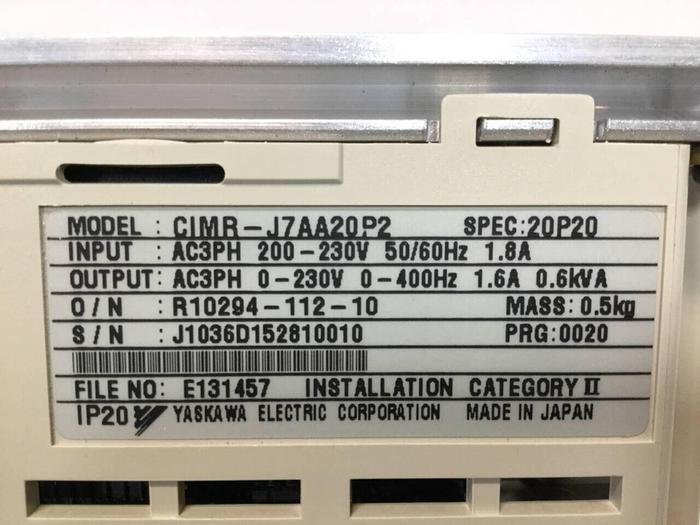 MODEL : CIMR-J7AA20P2 SPEC:20P20
INPUT : AC3PH 200-230V 50/60Hz 1.8A
OUTPUT: AC3PH 0-230V 0-400Hz 1.6A 0.6kVA
O/N : R10294-112-10 MASS: 0.5kg
S/N : J1036D152810010 PRG:0020
FILE NO: E131457 INSTALLATION CATEGORY II
IP20 YASKAWA ELECTRIC CORPORATION MADE IN JAPAN